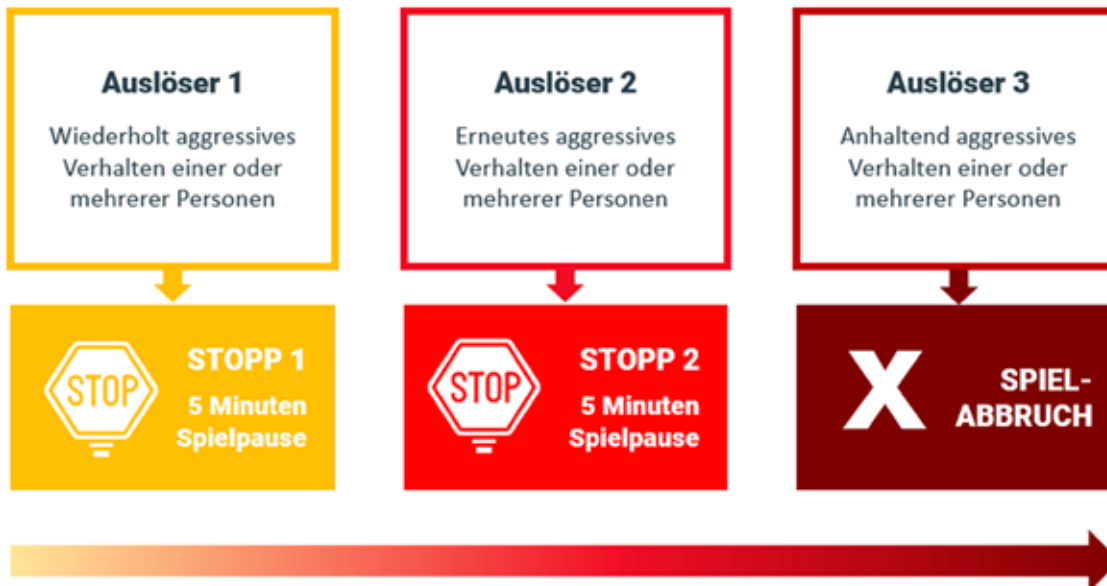 Auslöser 1
Wiederholt aggressives
Verhalten einer oder
mehrerer Personen
STOP
STOPP 1
5 Minuten
Spielpause
Auslöser 2
Erneutes aggressives
Verhalten einer oder
mehrerer Personen
STOP
STOPP 2
5 Minuten
Spielpause
Auslöser 3
Anhaltend aggressives
Verhalten einer oder
mehrerer Personen
X
SPIEL-
ABBRUCH